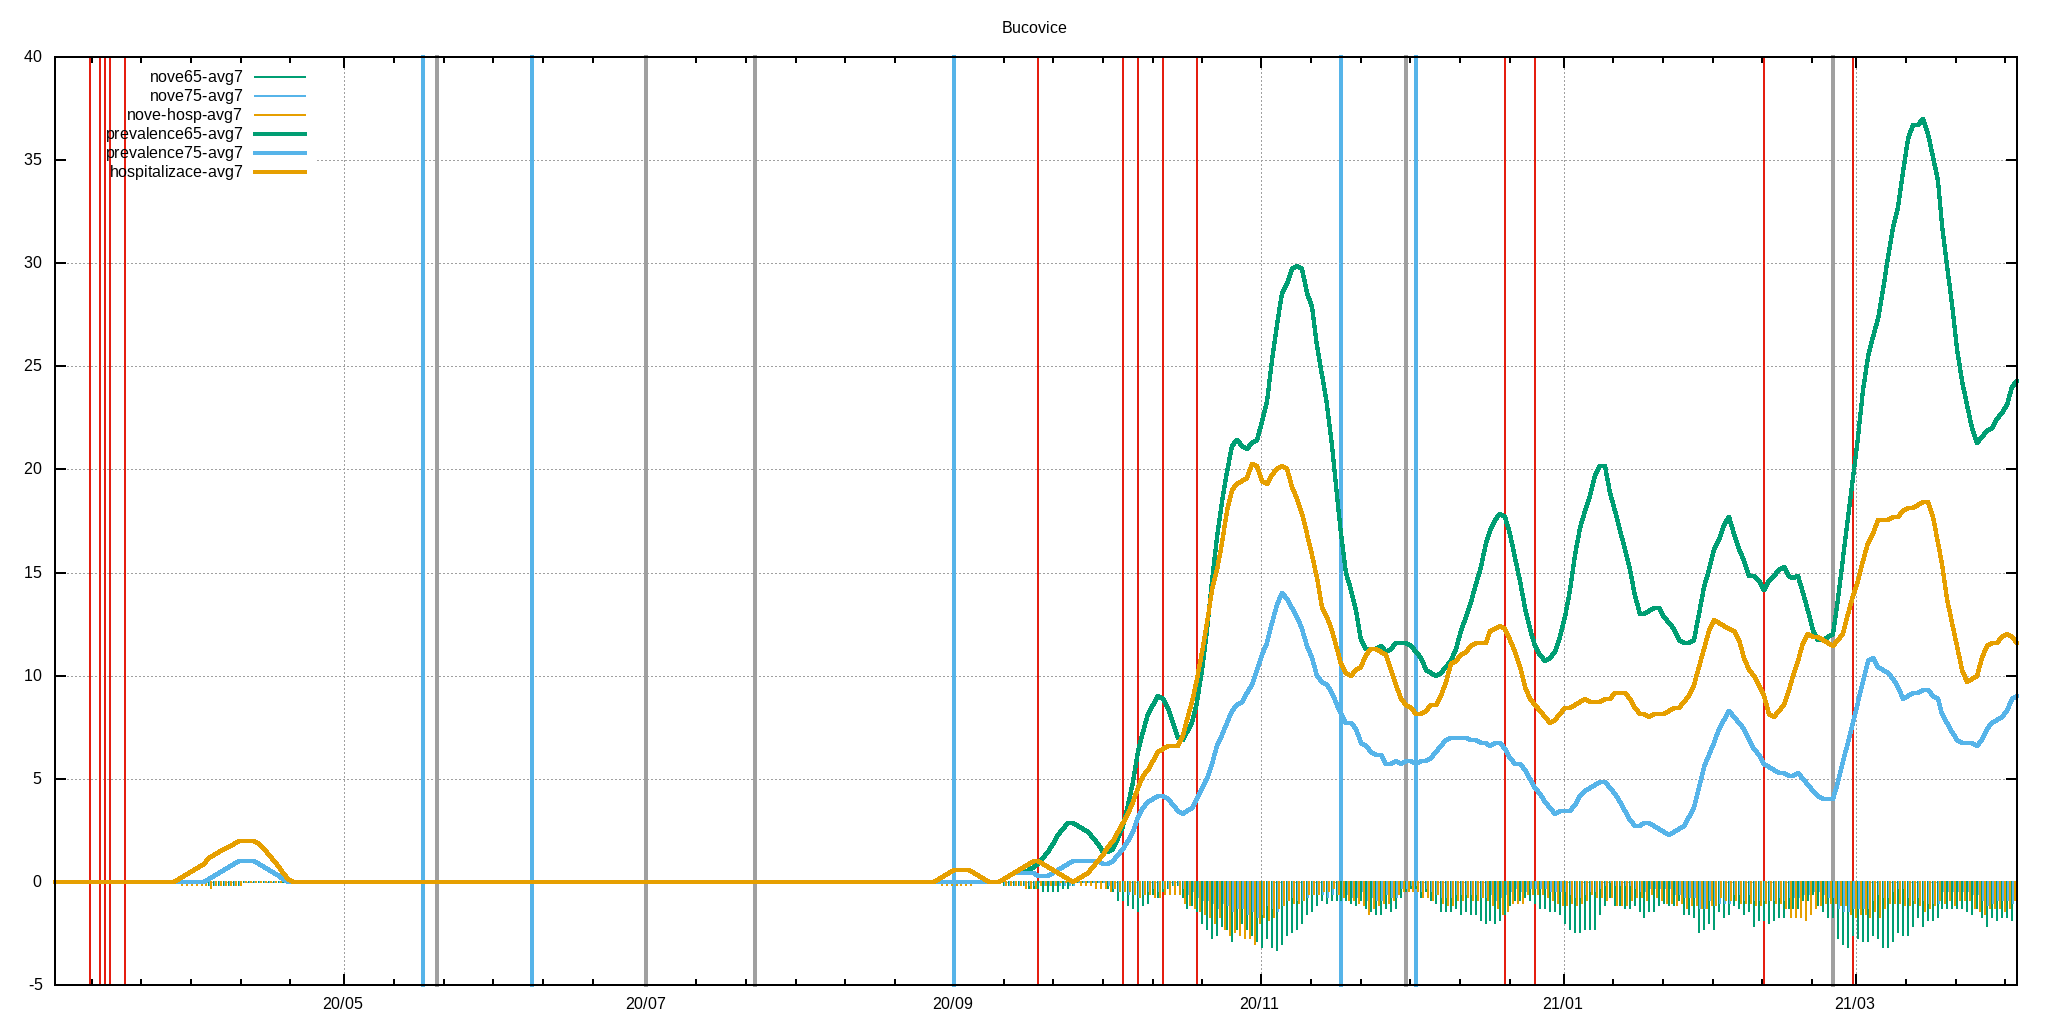 Bucovice
40
35
30
25
20
15
10
5
0
-5
nove65-avg7
nove75-avg7
nove-hosp-avg7
prevalence65-avg7
prevalence75-avg7
hospitalizace-avg7
20/05 20/07 20/09 20/11 21/01 21/03